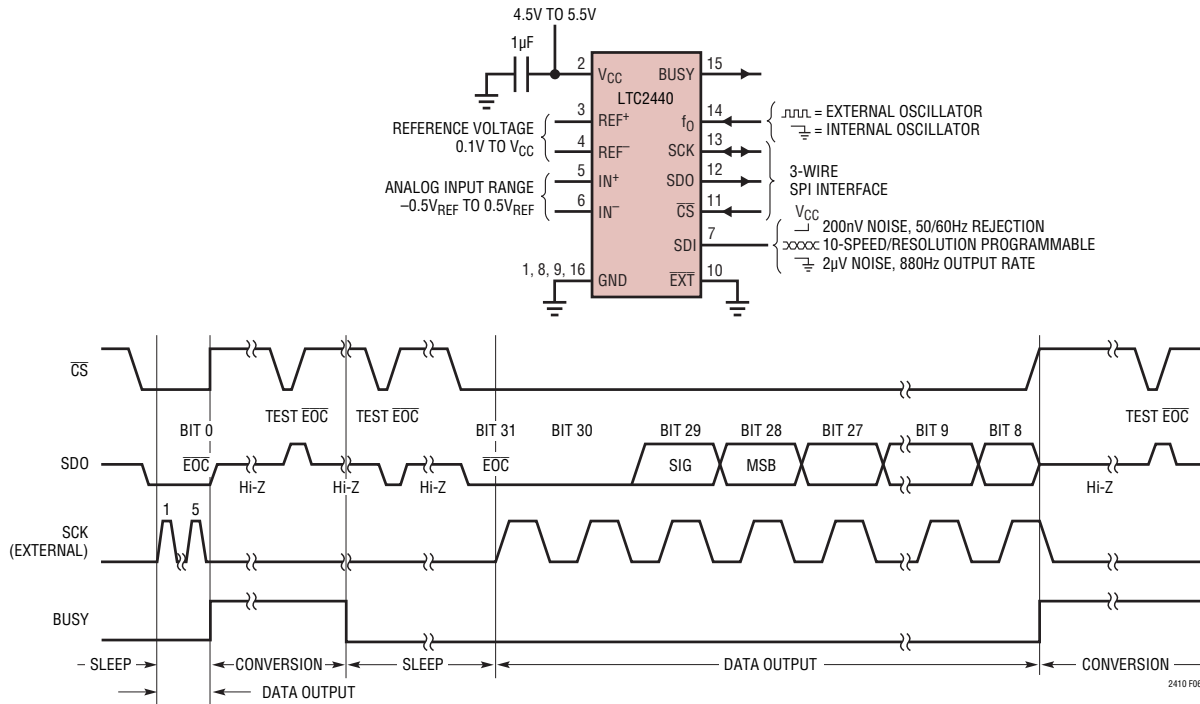 4.5V TO 5.5V
1µF
2
VCC
BUSY
15
LTC2440
3
REF+
fO
14
= EXTERNAL OSCILLATOR
= INTERNAL OSCILLATOR
REFERENCE VOLTAGE
0.1V TO VCC
4
REF–
SCK
13
5
IN+
SDO
12
3-WIRE
SPI INTERFACE
ANALOG INPUT RANGE
–0.5VREF TO 0.5VREF
6
IN–
CS
11
VCC
200nV NOISE, 50/60Hz REJECTION
SDI
7
10-SPEED/RESOLUTION PROGRAMMABLE
2µV NOISE, 880Hz OUTPUT RATE
1, 8, 9, 16
GND
EXT
10
CS
TEST EOC
TEST EOC
TEST EOC
BIT 0
BIT 31
BIT 30
BIT 29
BIT 28
BIT 27
BIT 9
BIT 8
SDO
EOC
EOC
SIG
MSB
Hi-Z
Hi-Z
Hi-Z
Hi-Z
1
5
SCK
(EXTERNAL)
BUSY
SLEEP
CONVERSION
SLEEP
DATA OUTPUT
CONVERSION
DATA OUTPUT
2410 F06